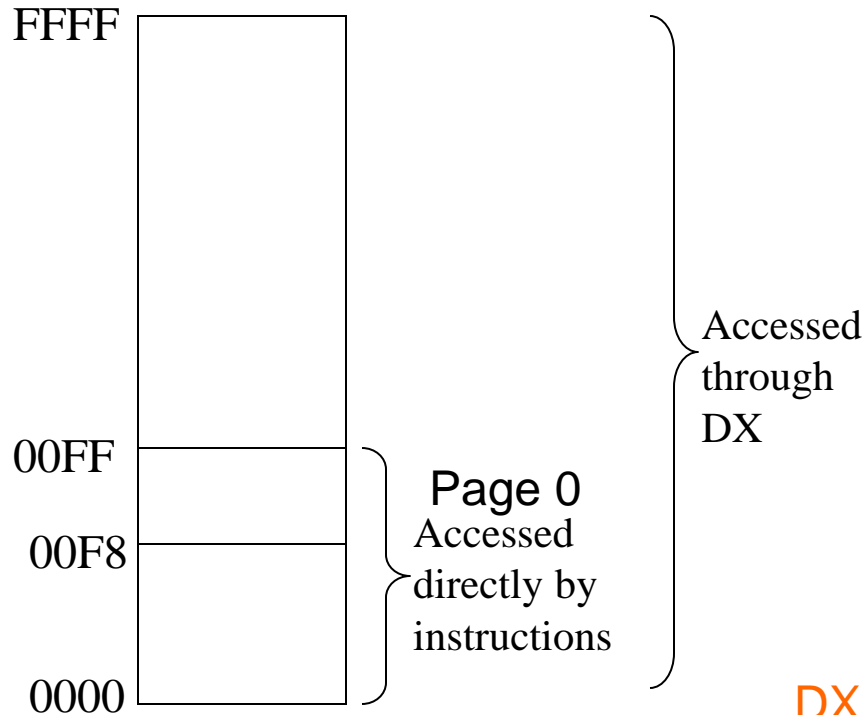 FFFF
Accessed
through
DX
00FF
Page 0
Accessed
00F8
directly by
instructions
0000
DX